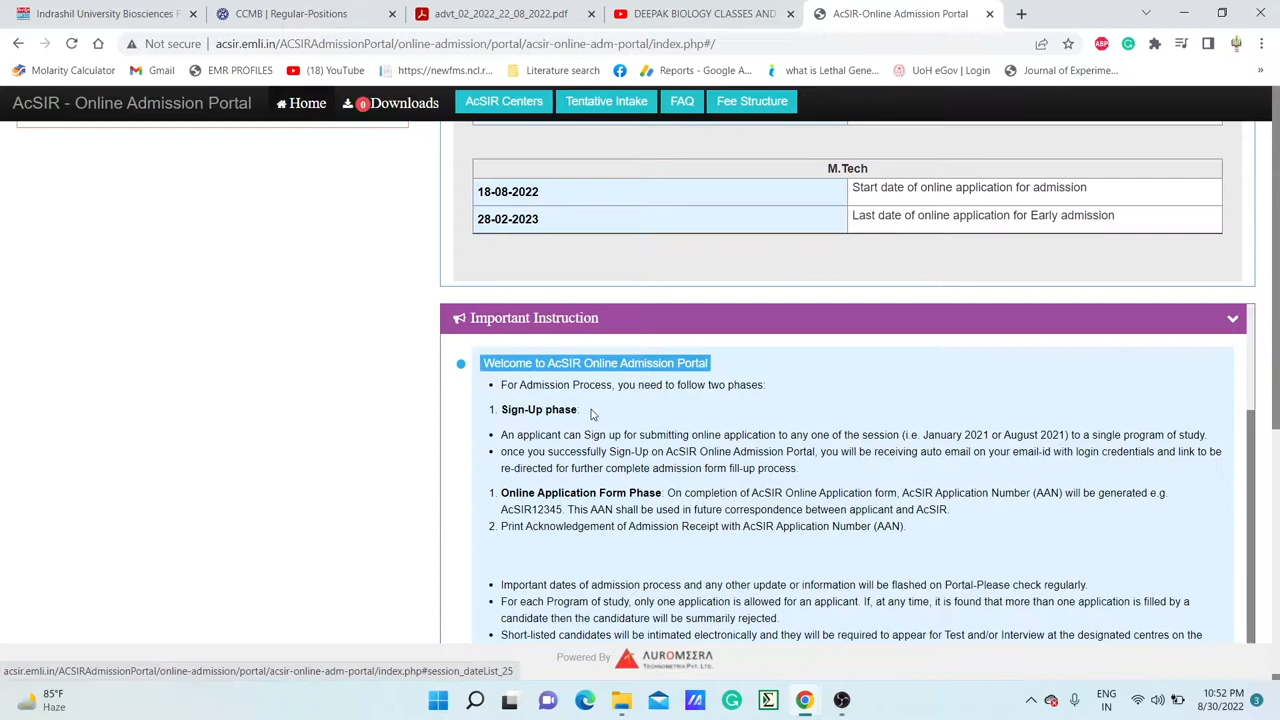 Indrashil University Biosciences F
CCMB | Regular-Positions
advt_02_2022_22_08_2022.pdf
DEEPAK BIOLOGY CLASSES AND
AcSIR-Online Admission Portal
Not secure
acsir.emli.in/ACSIRAdmissionPortal/online-admission/portal/acsir-online-adm-portal/index.php#/
ABP
Molarity Calculator
Gmail
EMR PROFILES
(18) YouTube
https://newfms.ncl.r...
Literature search
Reports - Google A...
what is Lethal Gene...
UoH eGov | Login
Journal of Experime...
»
AcSIR - Online Admission Portal
Home
0 Downloads
AcSIR Centers
Tentative Intake
FAQ
Fee Structure
M.Tech
18-08-2022 Start date of online application for admission
28-02-2023 Last date of online application for Early admission
Important Instruction
Welcome to AcSIR Online Admission Portal
• For Admission Process, you need to follow two phases:
1. Sign-Up phase:
• An applicant can Sign up for submitting online application to any one of the session (i.e. January 2021 or August 2021) to a single program of study.
• once you successfully Sign-Up on AcSIR Online Admission Portal, you will be receiving auto email on your email-id with login credentials and link to be
re-directed for further complete admission form fill-up process.
1. Online Application Form Phase: On completion of AcSIR Online Application form, AcSIR Application Number (AAN) will be generated e.g.
AcSIR12345. This AAN shall be used in future correspondence between applicant and AcSIR.
2. Print Acknowledgement of Admission Receipt with AcSIR Application Number (AAN).
• Important dates of admission process and any other update or information will be flashed on Portal-Please check regularly.
• For each Program of study, only one application is allowed for an applicant. If, at any time, it is found that more than one application is filled by a
candidate then the candidature will be summarily rejected.
• Short-listed candidates will be intimated electronically and they will be required to appear for Test and/or Interview at the designated centres on the
Powered By
AUROMEERA
TECHNOMETRIX PVT. LTD.
acsir.emli.in/ACSIRAdmissionPortal/online-admission/portal/acsir-online-adm-portal/index.php#session_dateList_25
85°F
Haze
ENG
IN
10:52 PM
8/30/2022
3